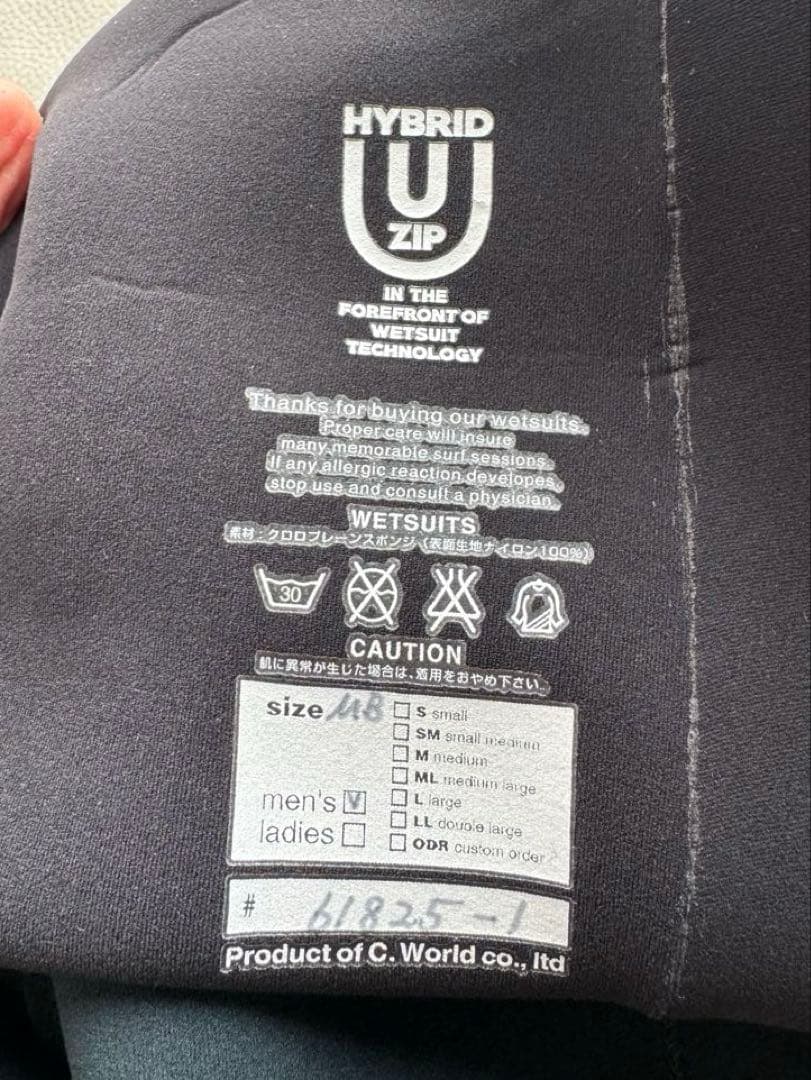 HYBRID
U
ZIP
IN THE
FOREFRONT OF
WETSUIT
TECHNOLOGY
Thanks for buying our wetsuits.
Proper care will insure
many memorable surf sessions.
If any allergic reaction developes,
stop use and consult a physician.
WETSUITS
素材:クロロプレーンスポンジ(表面生地ナイロン100%)
30
CAUTION
肌に異常が生じた場合は、着用をおやめ下さい。
size MB
S small
SM small medium
M medium
ML medium large
men's V
L large
ladies
LL double large
ODR custom order
# 61825-1
Product of C. World co., ltd